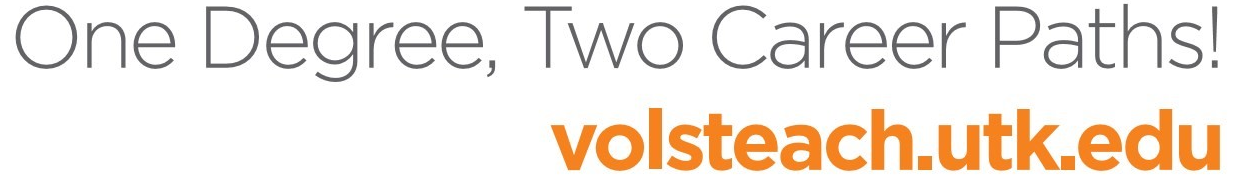 One Degree, Two Career Paths!
volsteach.utk.edu